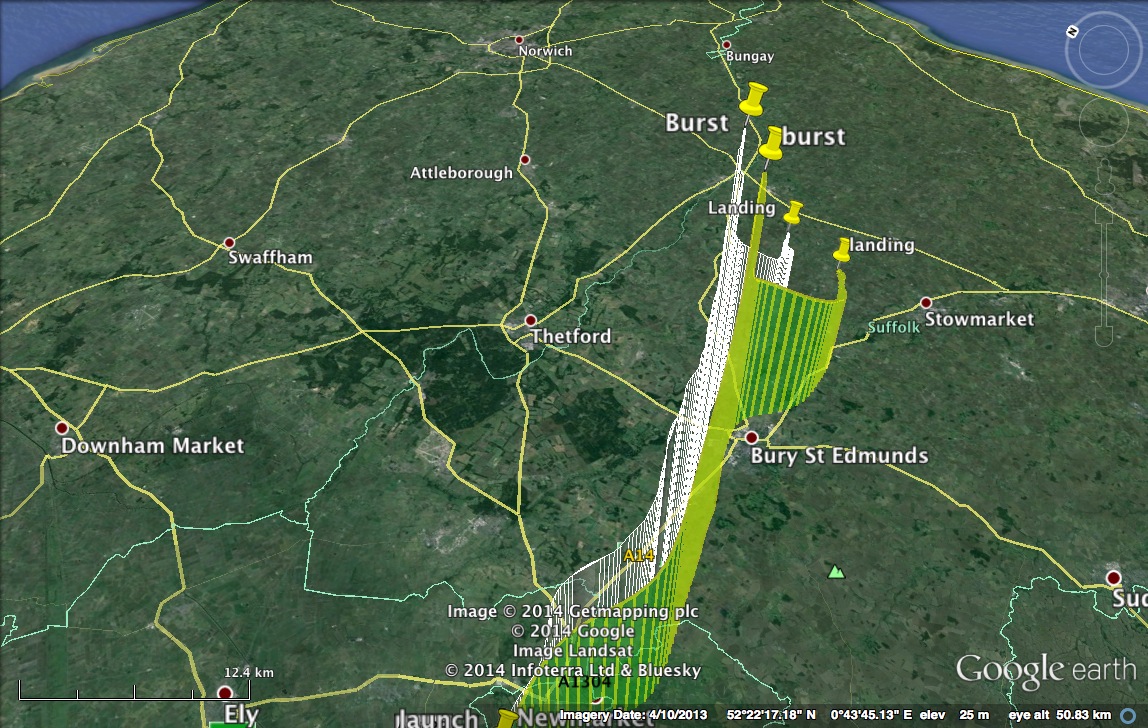 Norwich
Bungay
N
Burst
burst
Attleborough
Landing
landing
Swaffham
Stowmarket
Suffolk
Thetford
Downham Market
Bury St Edmunds
A14
Image © 2014 Getmapping plc
© 2014 Google
Image Landsat
© 2014 Infoterra Ltd & Bluesky
Suc
12.4 km
A1304
Google earth
Ely
launch
Newmarket
Imagery Date: 4/10/2013 52°22'17.18" N 0°43'45.13" E elev 25 m eye alt 50.83 km